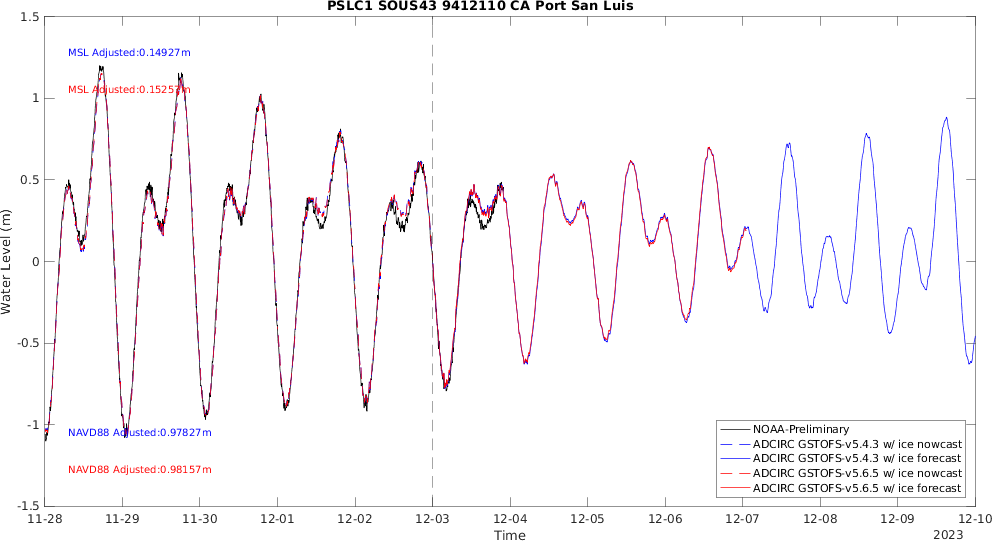 PSLC1 SOUS43 9412110 CA Port San Luis
1.5
MSL Adjusted:0.14927m
MSL Adjusted:0.15257m
1
0.5
0
-0.5
-1
-1.5
Water Level (m)
NAVD88 Adjusted:0.97827m
NAVD88 Adjusted:0.98157m
NOAA-Preliminary
ADCIRC GSTOFS-v5.4.3 w/ ice nowcast
ADCIRC GSTOFS-v5.4.3 w/ ice forecast
ADCIRC GSTOFS-v5.6.5 w/ ice nowcast
ADCIRC GSTOFS-v5.6.5 w/ ice forecast
11-28 11-29 11-30 12-01 12-02 12-03 12-04 12-05 12-06 12-07 12-08 12-09 12-10
Time
2023